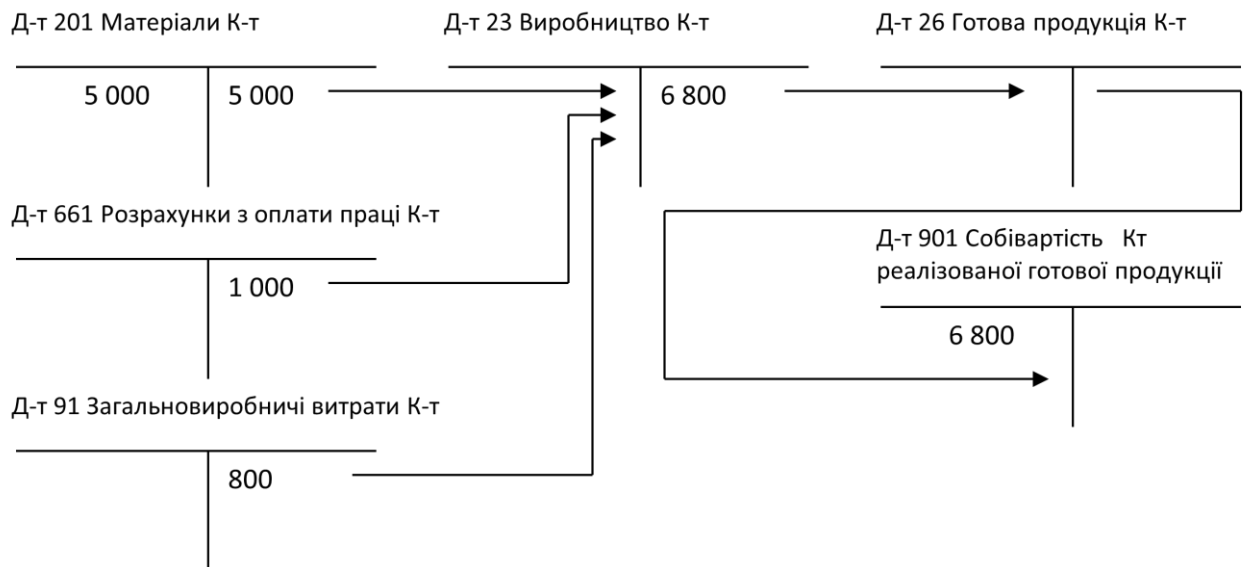 Д-т 201 Матеріали К-т
Д-т 23 Виробництво К-т
Д-т 26 Готова продукція К-т
5 000
5 000
6 800
Д-т 661 Розрахунки з оплати праці К-т
1 000
Д-т 901 Собівартість Кт
реалізованої готової продукції
6 800
Д-т 91 Загальновиробничі витрати К-т
800